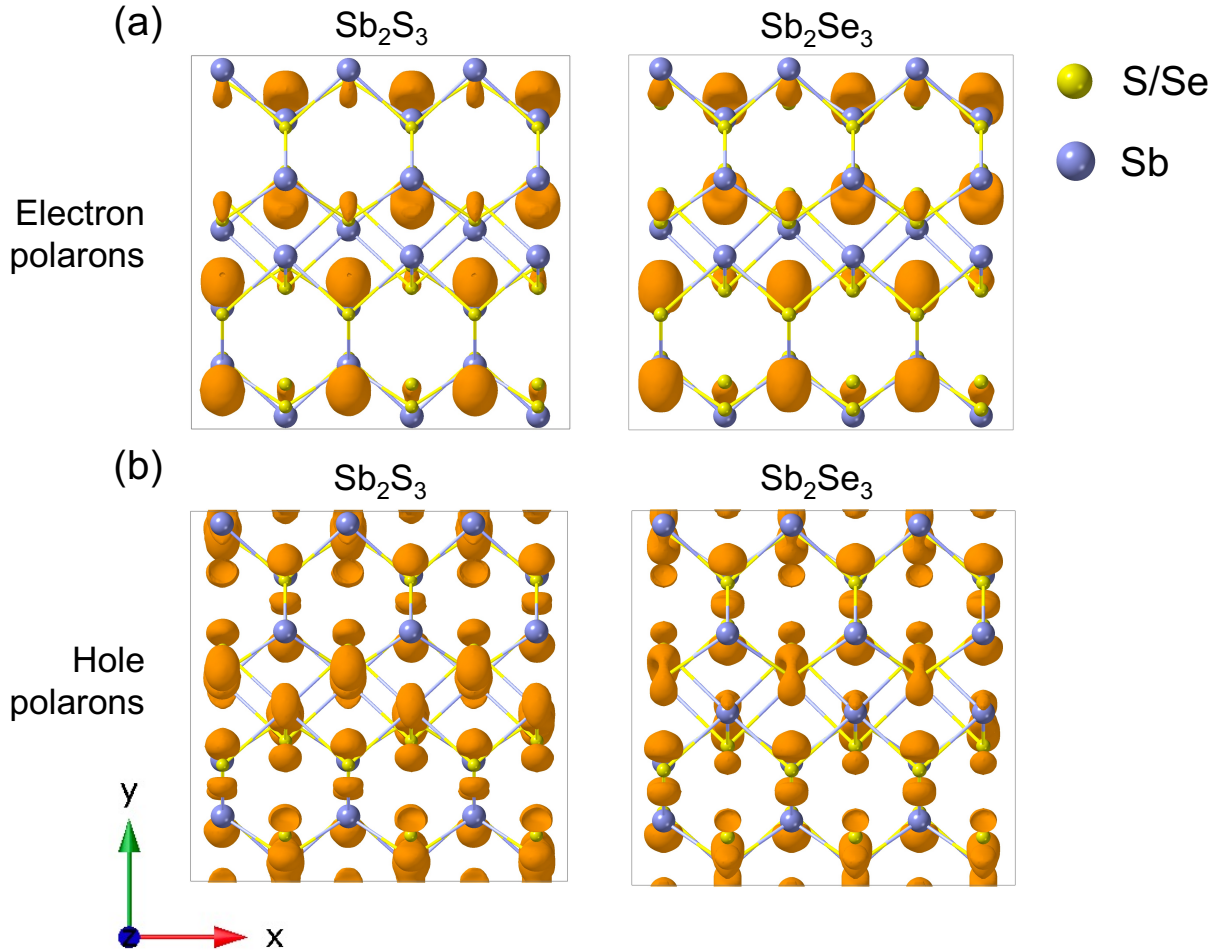 (a)
Sb₂S₃
Sb₂Se₃
S/Se
Sb
Electron
polarons
(b)
Sb₂S₃
Sb₂Se₃
Hole
polarons
y
z
x